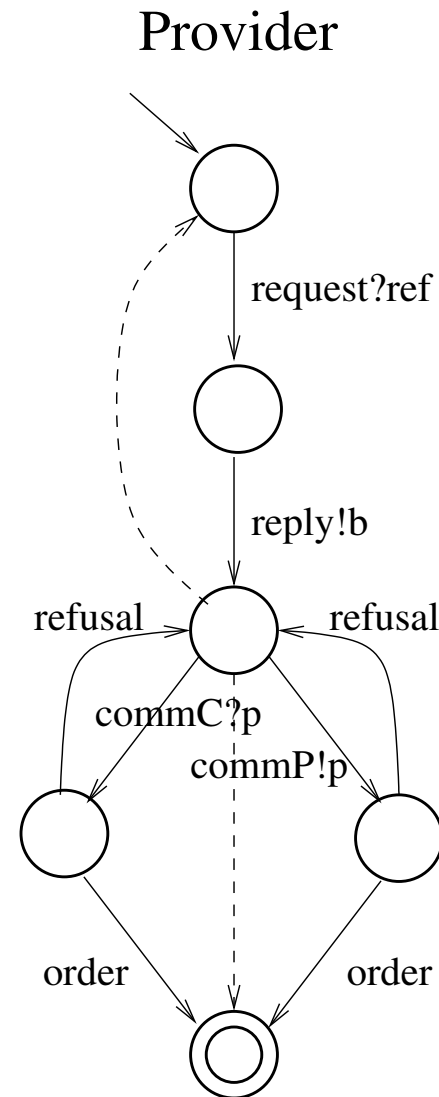 Provider
request?ref
reply!b
refusal
refusal
commC?p
commP!p
order
order